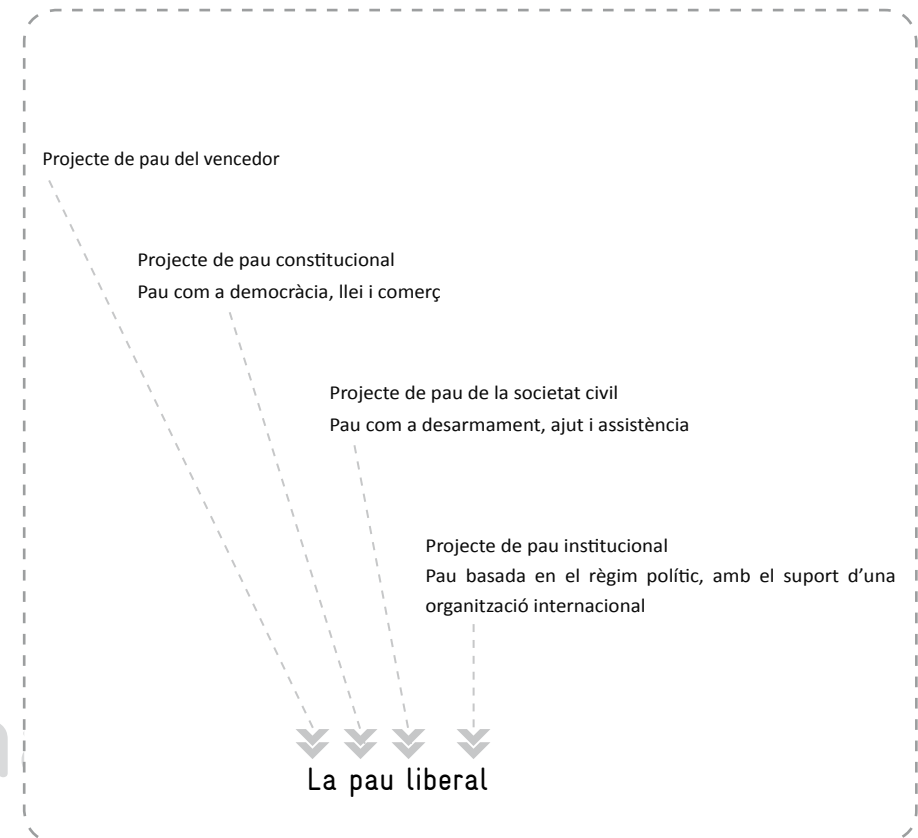 Projecte de pau del vencedor
Projecte de pau constitucional
Pau com a democràcia, llei i comerç
Projecte de pau de la societat civil
Pau com a desarmament, ajut i assistència
Projecte de pau institucional
Pau basada en el règim polític, amb el suport d’una
organització internacional
La pau liberal